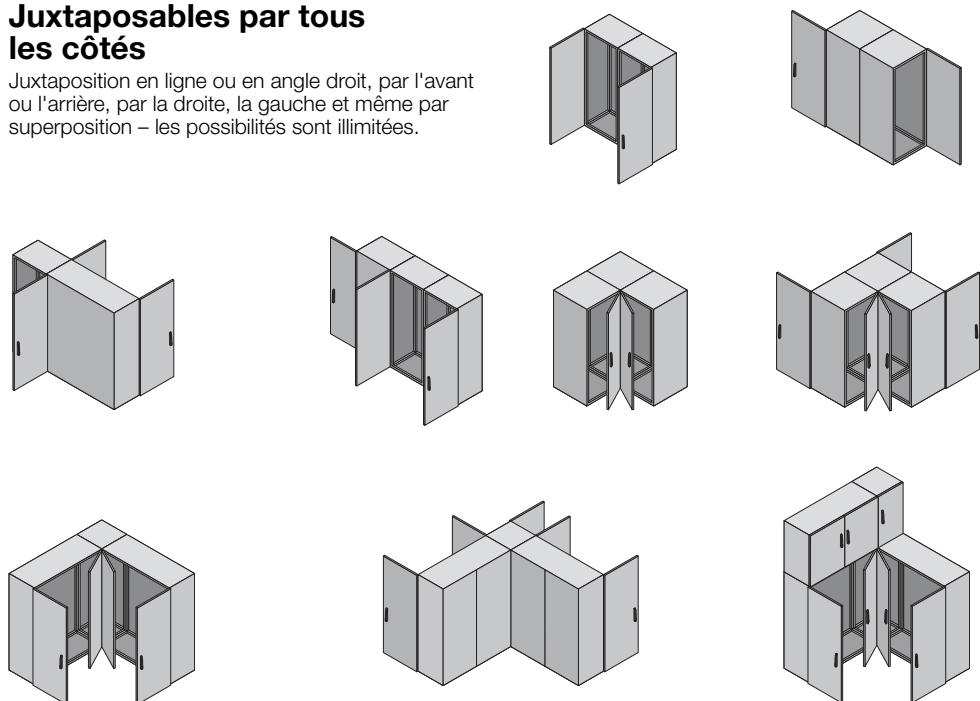 Juxtaposables par tous
les côtés
Juxtaposition en ligne ou en angle droit, par l'avant
ou l'arrière, par la droite, la gauche et même par
superposition – les possibilités sont illimitées.